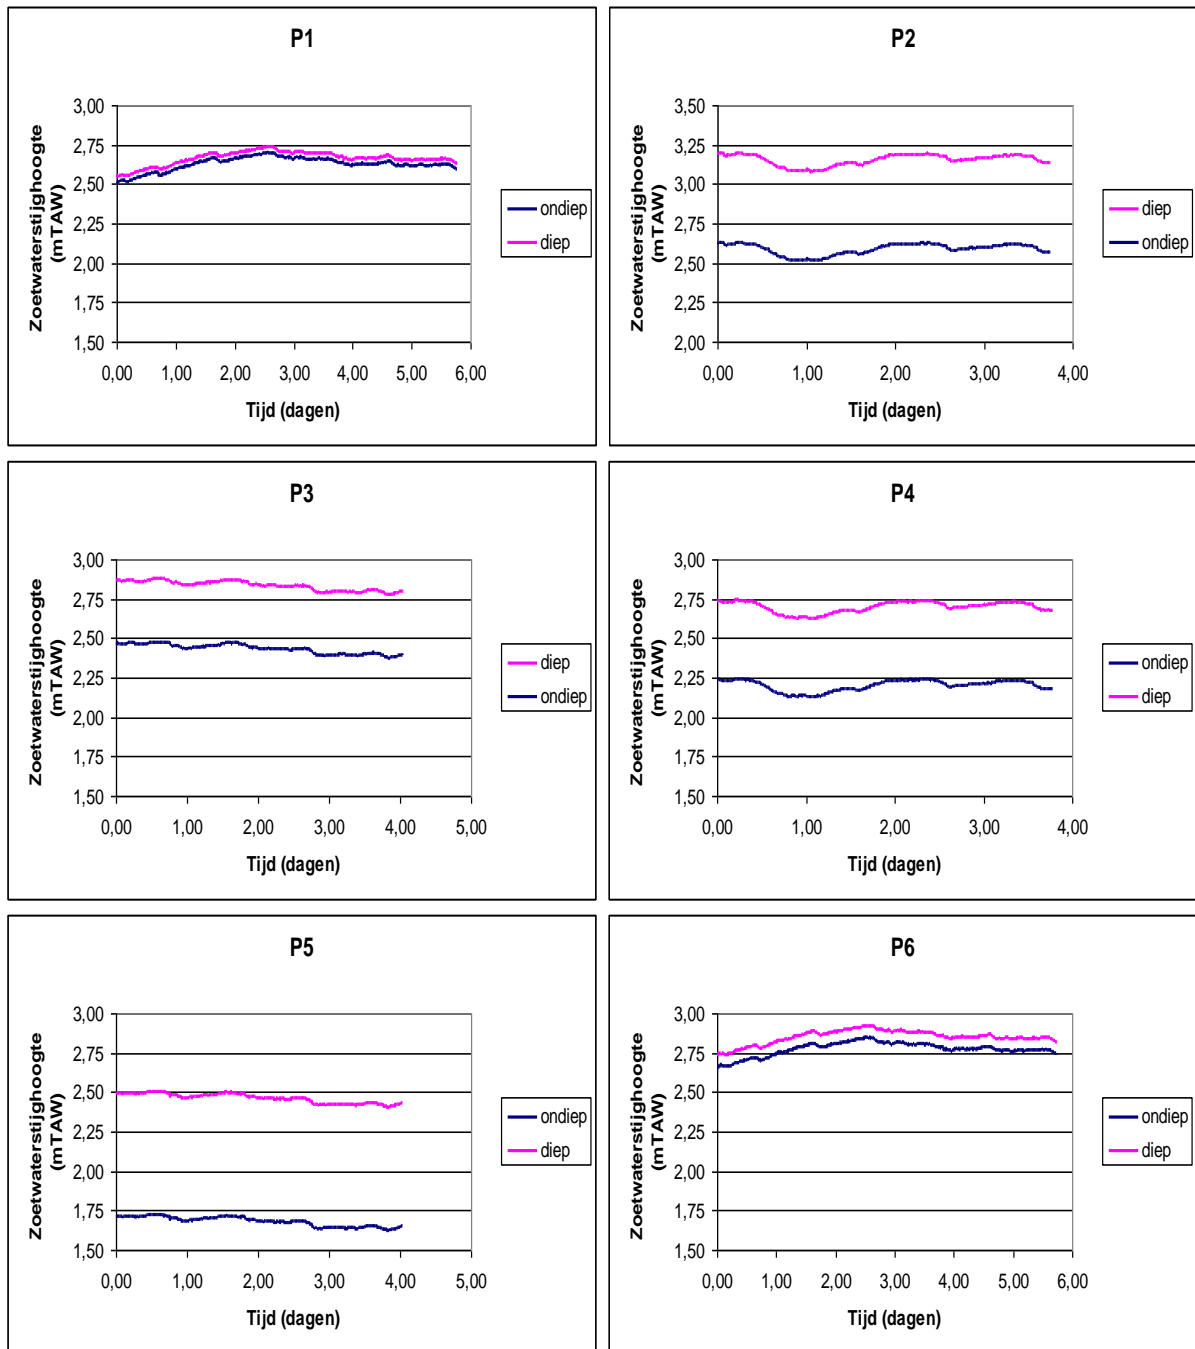 P1
Zoetwaterstijghoogte
(mTAW)
3,00
2,75
2,50
2,25
2,00
1,75
1,50
0,00 1,00 2,00 3,00 4,00 5,00 6,00
Tijd (dagen)
ondiep
diep
P2
Zoetwaterstijghoogte
(mTAW)
3,50
3,25
3,00
2,75
2,50
2,25
2,00
0,00 1,00 2,00 3,00 4,00
Tijd (dagen)
diep
ondiep
P3
Zoetwaterstijghoogte
(mTAW)
3,00
2,75
2,50
2,25
2,00
1,75
1,50
0,00 1,00 2,00 3,00 4,00 5,00
Tijd (dagen)
diep
ondiep
P4
Zoetwaterstijghoogte
(mTAW)
3,00
2,75
2,50
2,25
2,00
1,75
1,50
0,00 1,00 2,00 3,00 4,00
Tijd (dagen)
ondiep
diep
P5
Zoetwaterstijghoogte
(mTAW)
3,00
2,75
2,50
2,25
2,00
1,75
1,50
0,00 1,00 2,00 3,00 4,00 5,00
Tijd (dagen)
ondiep
diep
P6
Zoetwaterstijghoogte
(mTAW)
3,00
2,75
2,50
2,25
2,00
1,75
1,50
0,00 1,00 2,00 3,00 4,00 5,00 6,00
Tijd (dagen)
ondiep
diep